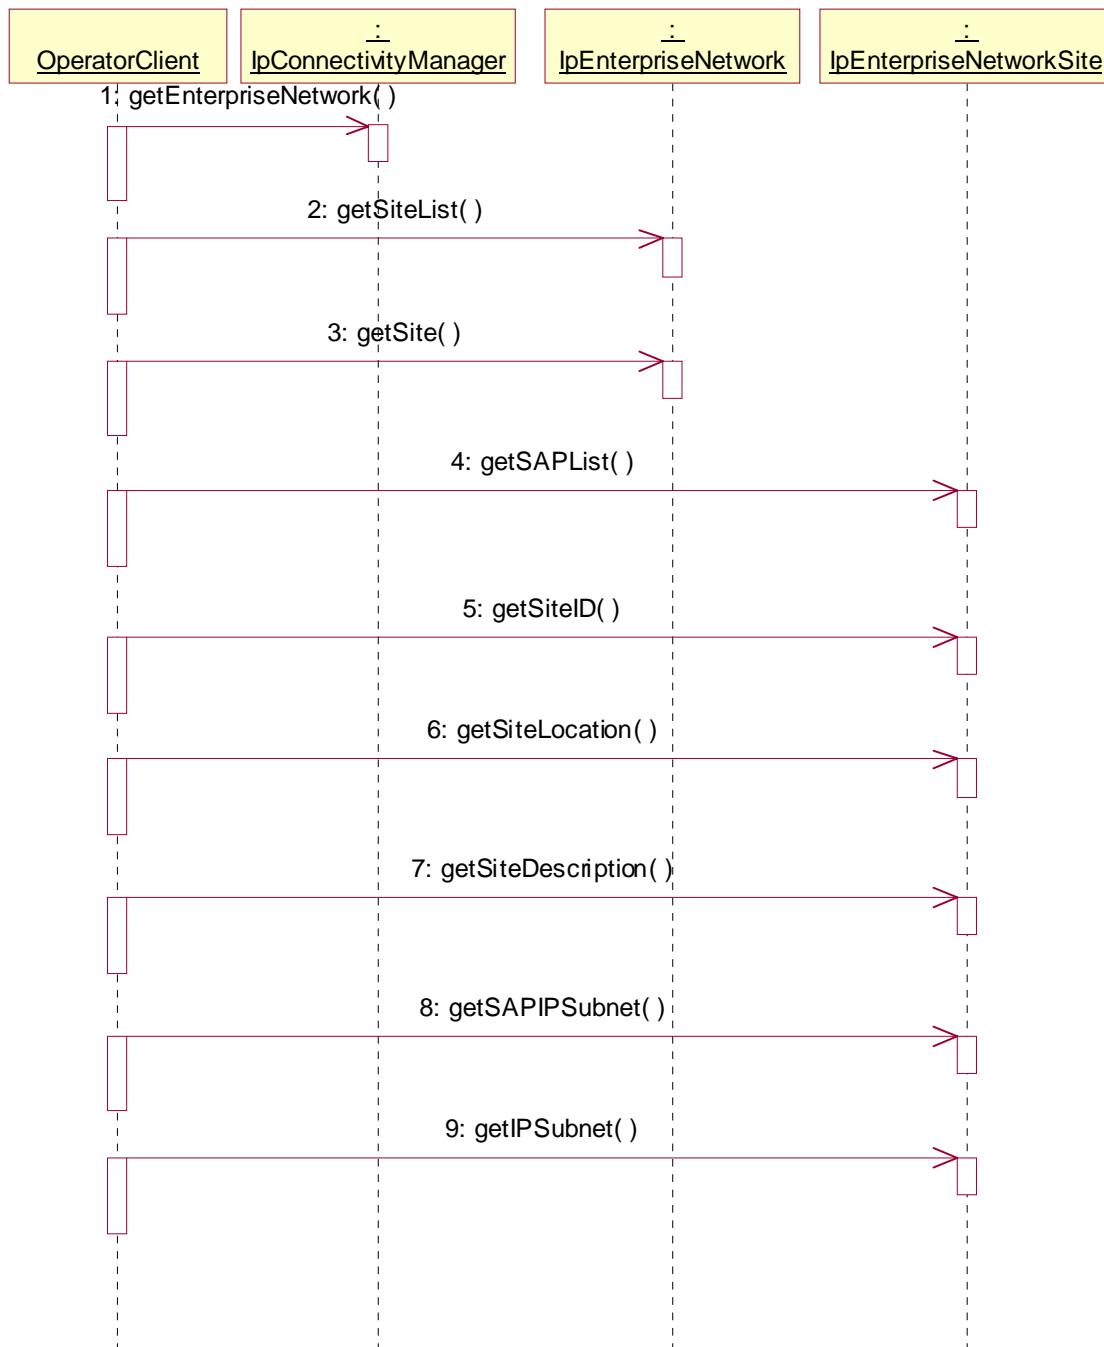 OperatorClient
:
IpConnectivityManager
:
IpEnterpriseNetwork
:
IpEnterpriseNetworkSite
1: getEnterpriseNetwork( )
2: getSiteList( )
3: getSite( )
4: getSAPList( )
5: getSiteID( )
6: getSiteLocation( )
7: getSiteDescription( )
8: getSAPIPSubnet( )
9: getIPSubnet( )